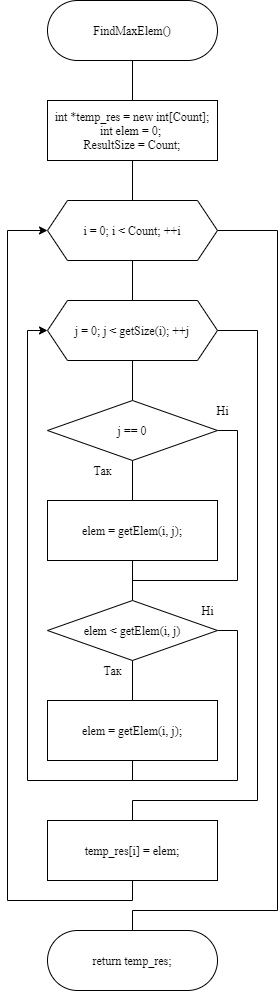 FindMaxElem()
int *temp_res = new int[Count];
int elem = 0;
ResultSize = Count;
i = 0; i < Count; ++i
j = 0; j < getSize(i); ++j
Ні
j == 0
Так
elem = getElem(i, j);
Ні
elem < getElem(i, j)
Так
elem = getElem(i, j);
temp_res[i] = elem;
return temp_res;